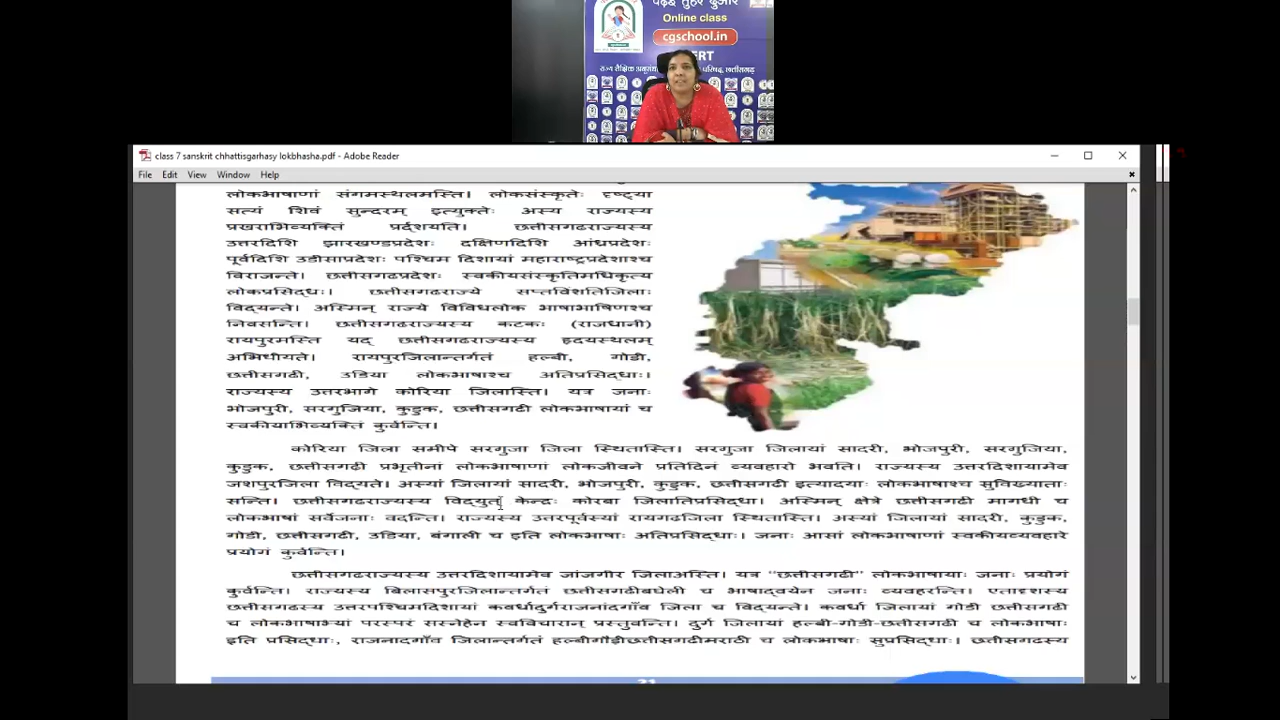 पढ़ई तुंहर दुआर
Online class
cgschool.in
class 7 sanskrit chhattisgarhasy lokbhasha.pdf - Adobe Reader
File Edit View Window Help
लोकभाषाणां संगमस्थलमस्ति। लोकसंस्कृतेः दृष्ट्या
सत्यं शिवं सुन्दरम् इत्युक्तेः अस्य राज्यस्य
प्रखराभिव्यक्तिं प्रर्दशयति। छत्तीसगढराज्यस्य
उत्तरदिशि झारखण्डप्रदेशः दक्षिणदिशि आंध्रप्रदेशः
पूर्वदिशि उडीसाप्रदेशः पश्चिम दिशायां महाराष्ट्रप्रदेशाश्च
विराजन्ते। छत्तीसगढप्रदेशः स्वकीयसंस्कृतिमधिकृत्य
लोकप्रसिद्धः। छत्तीसगढराज्ये सप्तविंशतिजिलाः
विद्यन्ते। अस्मिन् राज्ये विविधलोक भाषाभाषिणश्च
निवसन्ति। छत्तीसगढराज्यस्य कटकः (राजधानी)
रायपुरमस्ति यद् छत्तीसगढराज्यस्य हृदयस्थलम्
अभिधीयते। रायपुरजिलान्तर्गतं हल्बी, गोंडी,
छत्तीसगढी, उडिया लोकभाषाश्च अतिप्रसिद्धाः।
राज्यस्य उत्तरभागे कोरिया जिलास्ति। यत्र जनाः
भोजपुरी, सरगुजिया, कुडुक, छत्तीसगढी लोकभाषायां च
स्वकीयाभिव्यक्तिं कुर्वन्ति।
कोरिया जिला समीपे सरगुजा जिला स्थितास्ति। सरगुजा जिलायां सादरी, भोजपुरी, सरगुजिया,
कुडुक, छत्तीसगढी प्रभृतीनां लोकभाषाणां लोकजीवने प्रतिदिनं व्यवहारो भवति। राज्यस्य उत्तरदिशायामेव
जशपुरजिला विद्यते। अस्यां जिलायां सादरी, भोजपुरी, कुडुक, छत्तीसगढी इत्यादयाः लोकभाषाश्च सुविख्याताः
सन्ति। छत्तीसगढराज्यस्य विद्युत् केन्द्रः कोरबा जिलातिप्रसिद्धा। अस्मिन् क्षेत्रे छत्तीसगढी मागधी च
लोकभाषां सर्वेजनाः वदन्ति। राज्यस्य उत्तरपूर्वस्यां रायगढजिला स्थितास्ति। अस्यां जिलायां सादरी, कुडुक,
गोंडी, छत्तीसगढी, उडिया, बंगाली च इति लोकभाषाः अतिप्रसिद्धाः। जनाः आसां लोकभाषाणां स्वकीयव्यवहारे
प्रयोगं कुर्वन्ति।
छत्तीसगढराज्यस्य उत्तरदिशायामेव जांजगीर जिलाअस्ति। यत्र "छत्तीसगढी" लोकभाषायाः जनाः प्रयोगं
कुर्वन्ति। राज्यस्य बिलासपुरजिलान्तर्गतं छत्तीसगढीबघेली च भाषाद्वयेन जनाः व्यवहरन्ति। एतादृशस्य
छत्तीसगढस्य उत्तरपश्चिमदिशायां कवर्धादुर्गराजनांदगाँव जिला च विद्यन्ते। कवर्धा जिलायां गोंडी छत्तीसगढी
च लोकभाषाभ्यां परस्परं सस्नेहेन स्वविचारान् प्रस्तुवन्ति। दुर्ग जिलायां हल्बी-गोंडी-छत्तीसगढी च लोकभाषाः
इति प्रसिद्धाः, राजनादगाँव जिलान्तर्गतं हल्बीगोंडीछत्तीसगढीमराठी च लोकभाषाः सुप्रसिद्धाः। छत्तीसगढस्य